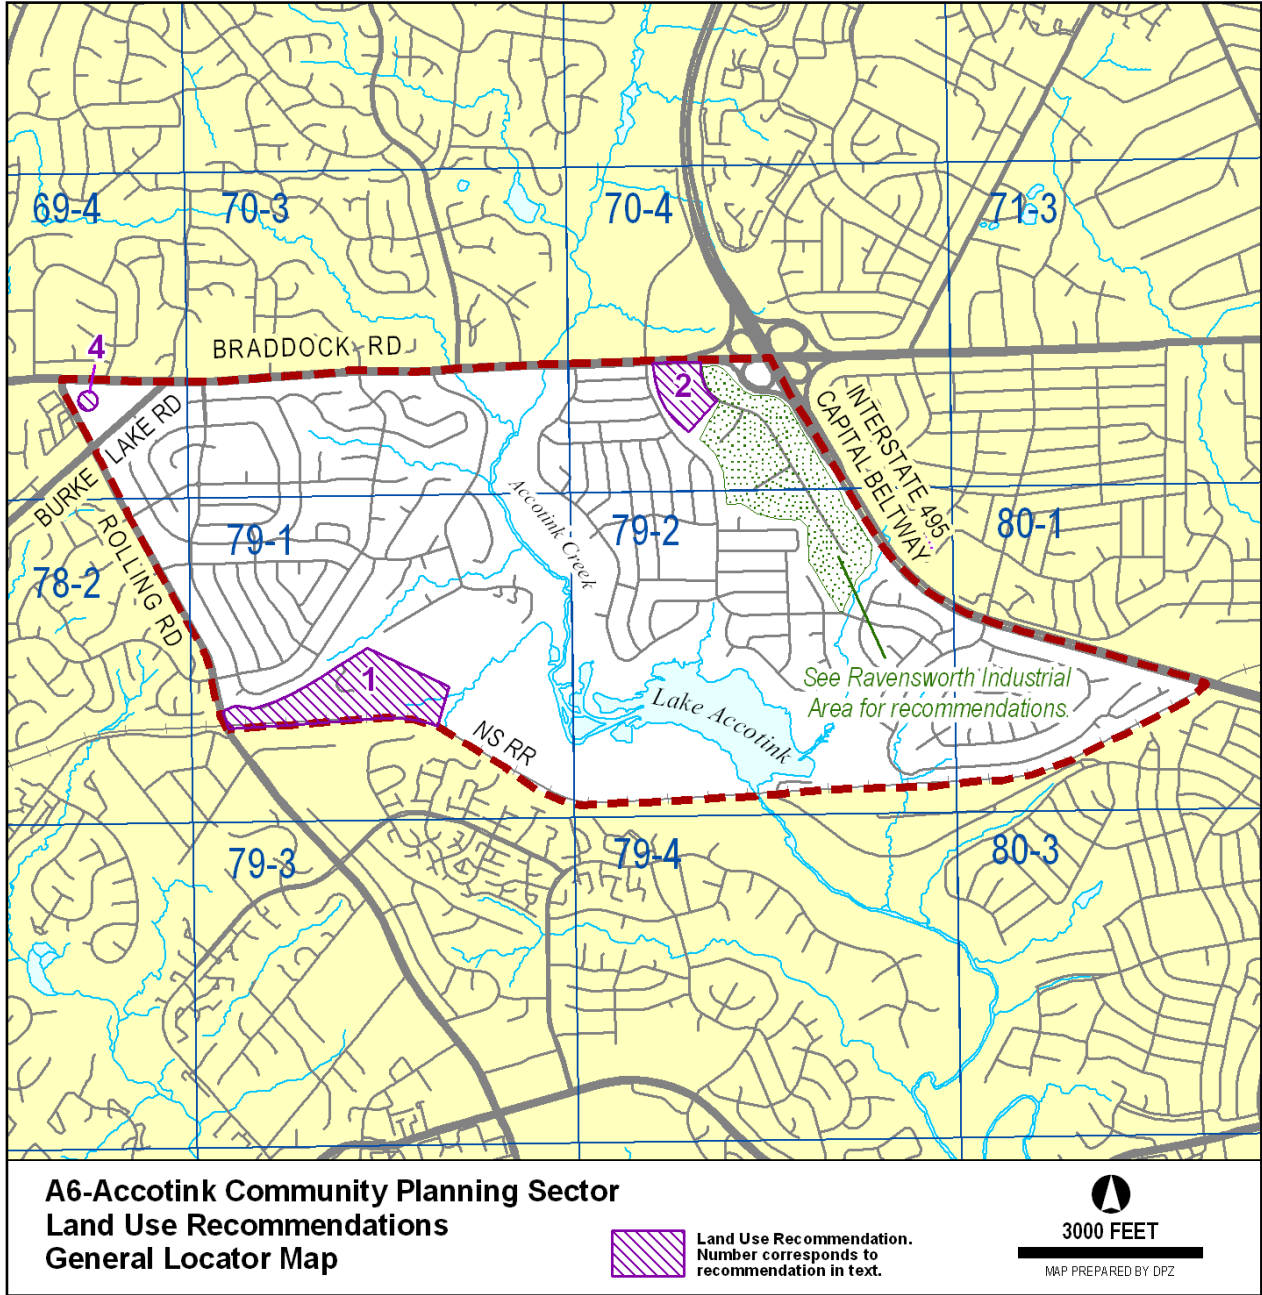 69-4
70-3
70-4
71-3
4
BRADDOCK RD
2
BURKE LAKE RD
INTERSTATE 495
CAPITAL BELTWAY
ROLLING RD
Accotink Creek
79-1
79-2
80-1
78-2
1
See Ravensworth Industrial
Area for recommendations.
Lake Accotink
NS RR
79-3
79-4
80-3
A6-Accotink Community Planning Sector
Land Use Recommendations
General Locator Map
Land Use Recommendation.
Number corresponds to
recommendation in text.
3000 FEET
MAP PREPARED BY DPZ